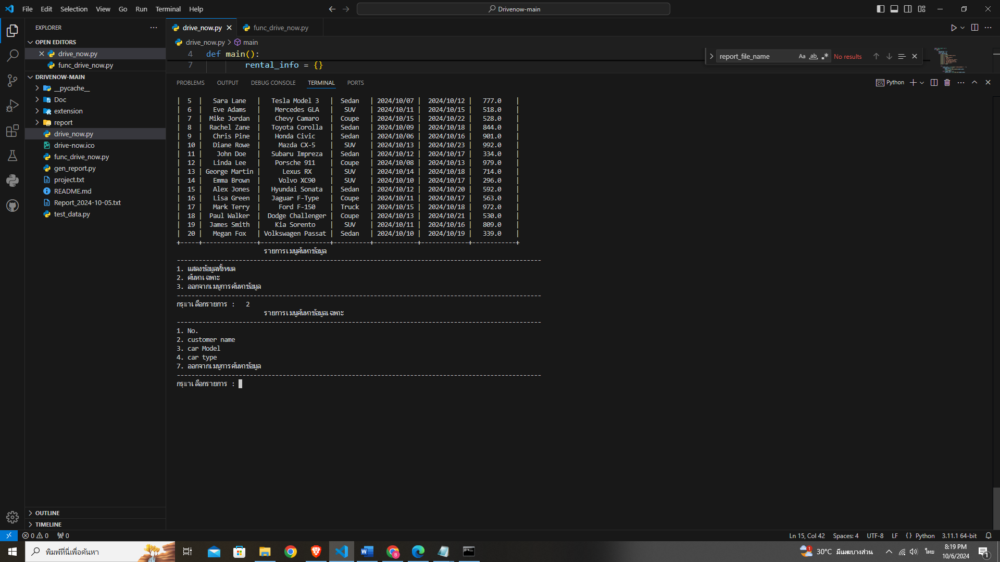 File Edit Selection View Go Run Terminal Help
Drivenow-main
EXPLORER
OPEN EDITORS
drive_now.py
func_drive_now.py
DRIVENOW-MAIN
__pycache__
Doc
extension
report
drive_now.py
drive-now.ico
func_drive_now.py
gen_report.py
project.txt
README.md
Report_2024-10-05.txt
test_data.py
OUTLINE
TIMELINE
drive_now.py func_drive_now.py
drive_now.py > main
4 def main():
7 rental_info = {}
report_file_name Aa ab No results
PROBLEMS OUTPUT DEBUG CONSOLE TERMINAL PORTS
Python
| 5 | Sara Lane | Tesla Model 3 | Sedan | 2024/10/07 | 2024/10/12 | 777.0 |
| 6 | Eve Adams | Mercedes GLA | SUV | 2024/10/11 | 2024/10/15 | 518.0 |
| 7 | Mike Jordan | Chevy Camaro | Coupe | 2024/10/15 | 2024/10/22 | 528.0 |
| 8 | Rachel Zane | Toyota Corolla | Sedan | 2024/10/09 | 2024/10/18 | 844.0 |
| 9 | Chris Pine | Honda Civic | Sedan | 2024/10/06 | 2024/10/16 | 901.0 |
| 10 | Diane Rowe | Mazda CX-5 | SUV | 2024/10/13 | 2024/10/23 | 992.0 |
| 11 | John Doe | Subaru Impreza | Sedan | 2024/10/12 | 2024/10/17 | 334.0 |
| 12 | Linda Lee | Porsche 911 | Coupe | 2024/10/08 | 2024/10/13 | 979.0 |
| 13 | George Martin | Lexus RX | SUV | 2024/10/14 | 2024/10/18 | 714.0 |
| 14 | Emma Brown | Volvo XC90 | SUV | 2024/10/10 | 2024/10/17 | 296.0 |
| 15 | Alex Jones | Hyundai Sonata | Sedan | 2024/10/12 | 2024/10/20 | 592.0 |
| 16 | Lisa Green | Jaguar F-Type | Coupe | 2024/10/11 | 2024/10/17 | 563.0 |
| 17 | Mark Terry | Ford F-150 | Truck | 2024/10/15 | 2024/10/18 | 972.0 |
| 18 | Paul Walker | Dodge Challenger | Coupe | 2024/10/13 | 2024/10/21 | 530.0 |
| 19 | James Smith | Kia Sorento | SUV | 2024/10/11 | 2024/10/16 | 809.0 |
| 20 | Megan Fox | Volkswagen Passat | Sedan | 2024/10/10 | 2024/10/19 | 339.0 |
รายการเมนูค้นหาข้อมูล
1. แสดงข้อมูลทั้งหมด
2. ค้นหาเฉพาะ
3. ออกจากเมนูการค้นหาข้อมูล
กรุณาเลือกรายการ : 2
รายการเมนูค้นหาข้อมูลเฉพาะ
1. No.
2. customer name
3. car Model
4. car type
7. ออกจากเมนูการค้นหาข้อมูล
กรุณาเลือกรายการ :
0 0 0 Ln 15, Col 42 Spaces: 4 UTF-8 LF {} Python 3.11.1 64-bit
พิมพ์ที่นี่เพื่อค้นหา
1 30°C มีเมฆบางส่วน ไทย 8:19 PM
10/6/2024 1